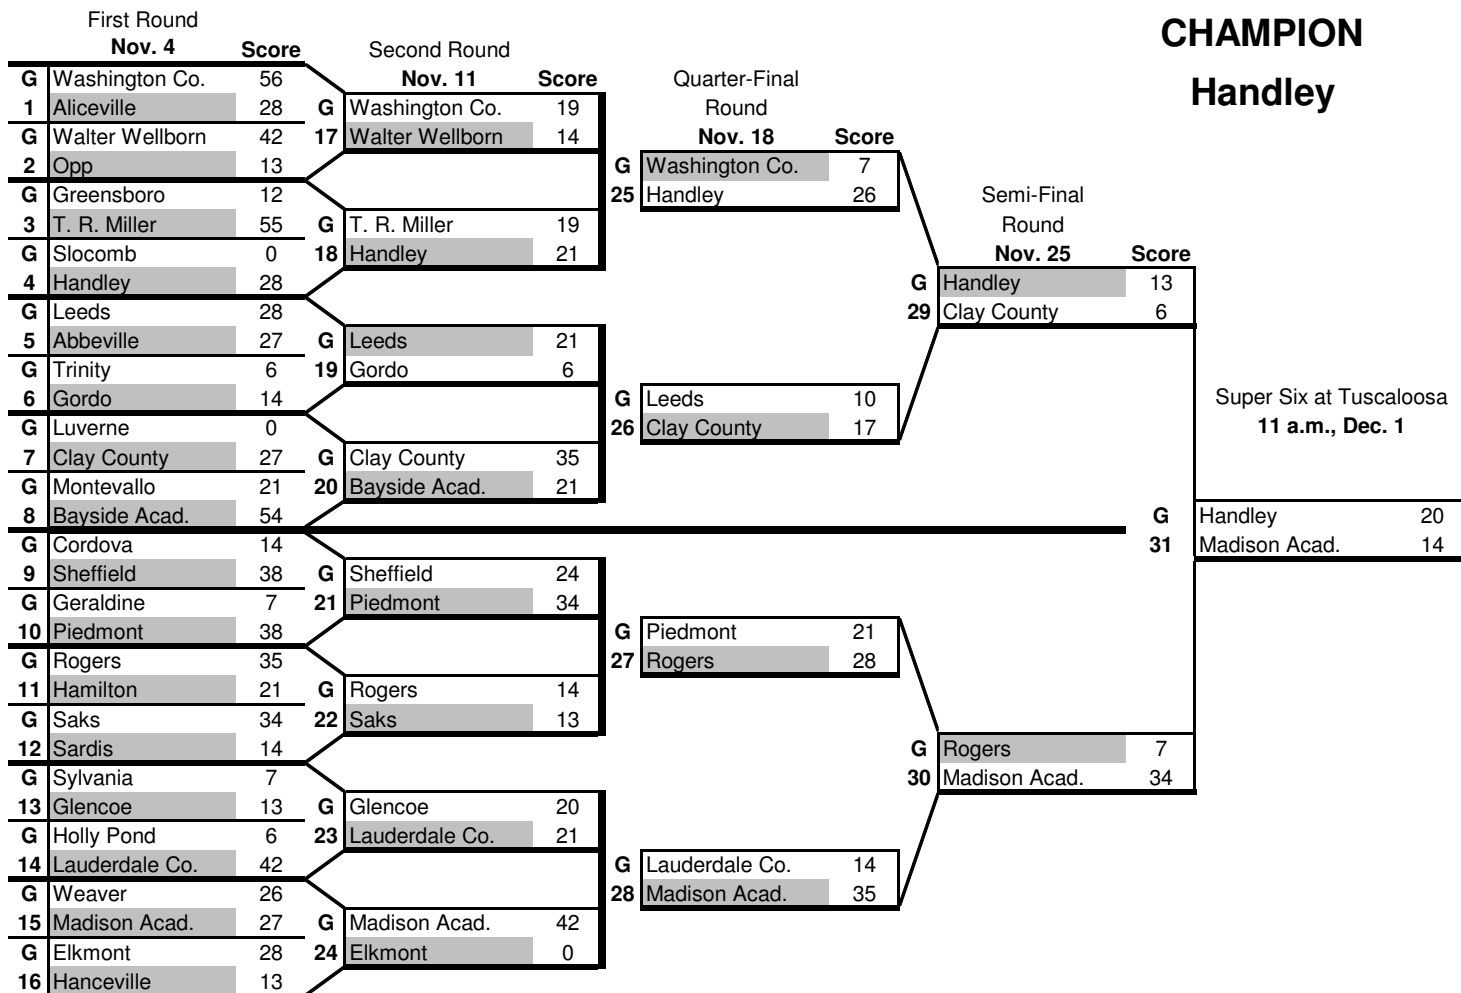 First Round
Nov. 4 Score
G Washington Co. 56
1 Aliceville 28
G Walter Wellborn 42
2 Opp 13
G Greensboro 12
3 T. R. Miller 55
G Slocomb 0
4 Handley 28
G Leeds 28
5 Abbeville 27
G Trinity 6
6 Gordo 14
G Luverne 0
7 Clay County 27
G Montevallo 21
8 Bayside Acad. 54
G Cordova 14
9 Sheffield 38
G Geraldine 7
10 Piedmont 38
G Rogers 35
11 Hamilton 21
G Saks 34
12 Sardis 14
G Sylvania 7
13 Glencoe 13
G Holly Pond 6
14 Lauderdale Co. 42
G Weaver 26
15 Madison Acad. 27
G Elkmont 28
16 Hanceville 13
Second Round
Nov. 11 Score
G Washington Co. 19
17 Walter Wellborn 14
G T. R. Miller 19
18 Handley 21
G Leeds 21
19 Gordo 6
G Clay County 35
20 Bayside Acad. 21
G Sheffield 24
21 Piedmont 34
G Rogers 14
22 Saks 13
G Glencoe 20
23 Lauderdale Co. 21
G Madison Acad. 42
24 Elkmont 0
Quarter-Final
Round
Nov. 18 Score
G Washington Co. 7
25 Handley 26
G Leeds 10
26 Clay County 17
G Piedmont 21
27 Rogers 28
G Lauderdale Co. 14
28 Madison Acad. 35
Semi-Final
Round
Nov. 25 Score
G Handley 13
29 Clay County 6
G Rogers 7
30 Madison Acad. 34
CHAMPION
Handley
Super Six at Tuscaloosa
11 a.m., Dec. 1
G Handley 20
31 Madison Acad. 14